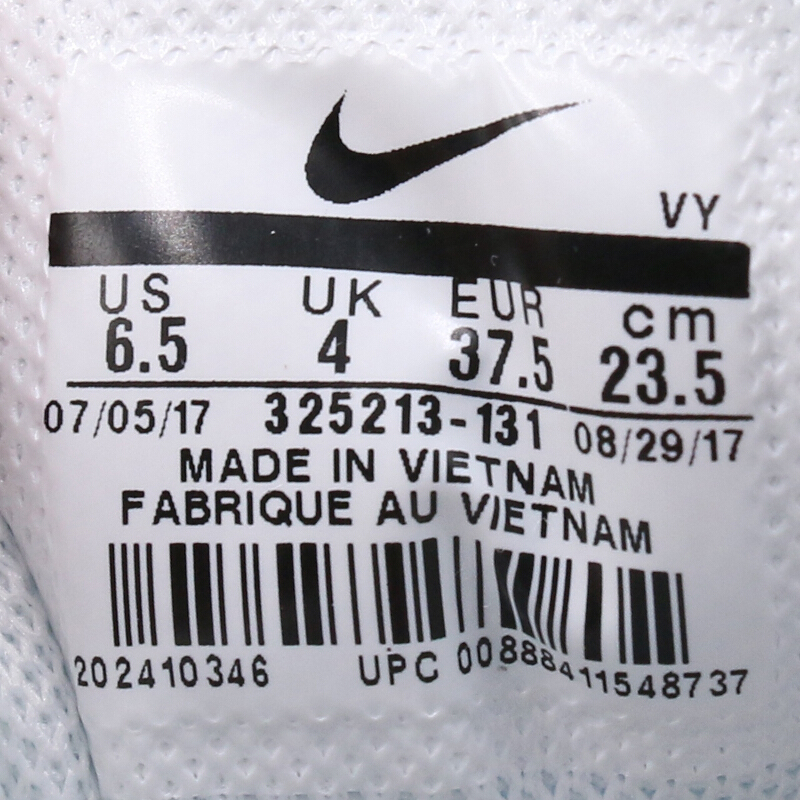 VY
US UK EUR cm
6.5 4 37.5 23.5
07/05/17 325213-131 08/29/17
MADE IN VIETNAM
FABRIQUE AU VIETNAM
202410346 UPC 00888411548737